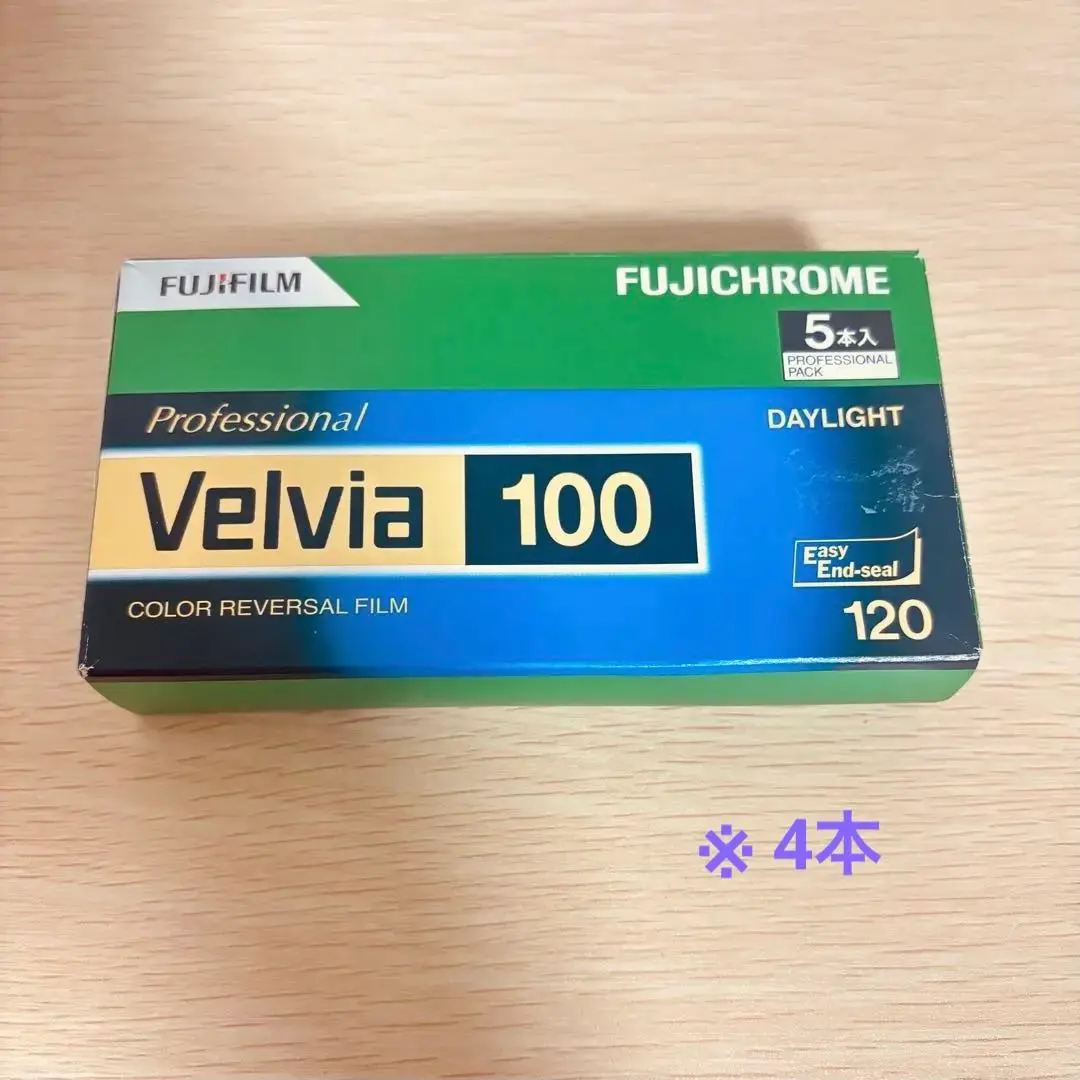 FUJIFILM
FUJICHROME
5本入
PROFESSIONAL
PACK
Professional
DAYLIGHT
Velvia 100
Easy
End-seal
COLOR REVERSAL FILM
120
※ 4本